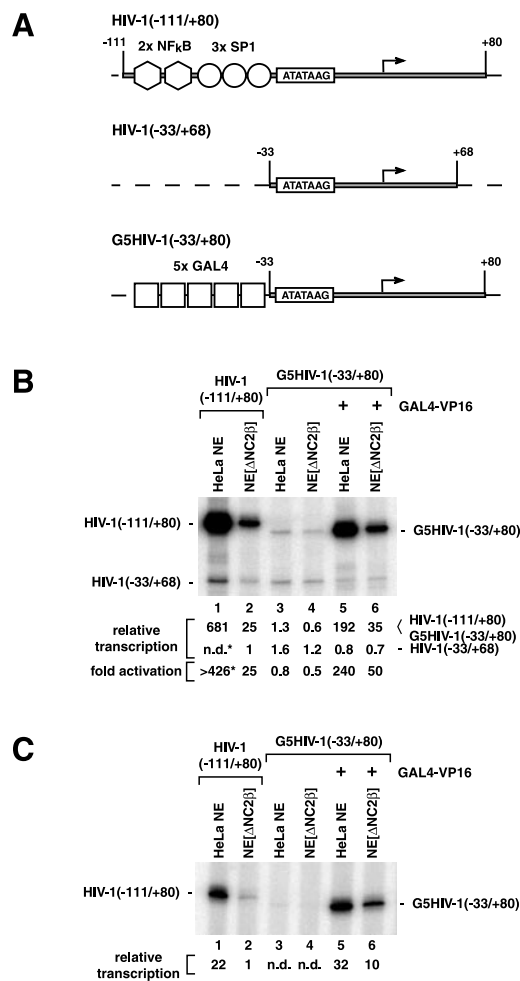 A
HIV-1(-111/+80)
-111 2x NFkB 3x SP1 +80
ATATAAG
HIV-1(-33/+68)
-33 +68
ATATAAG
G5HIV-1(-33/+80)
5x GAL4 -33 +80
ATATAAG
B
HIV-1 G5HIV-1(-33/+80)
(-111/+80)
+ + GAL4-VP16
HeLa NE NE[ΔNC2β] HeLa NE NE[ΔNC2β] HeLa NE NE[ΔNC2β]
HIV-1(-111/+80) - - G5HIV-1(-33/+80)
HIV-1(-33/+68) -
1 2 3 4 5 6
relative transcription 681 25 1.3 0.6 192 35 < HIV-1(-111/+80) G5HIV-1(-33/+80)
n.d.* 1 1.6 1.2 0.8 0.7 - HIV-1(-33/+68)
fold activation >426* 25 0.8 0.5 240 50
C
HIV-1 G5HIV-1(-33/+80)
(-111/+80)
+ + GAL4-VP16
HeLa NE NE[ΔNC2β] HeLa NE NE[ΔNC2β] HeLa NE NE[ΔNC2β]
HIV-1(-111/+80) - - G5HIV-1(-33/+80)
1 2 3 4 5 6
relative transcription 22 1 n.d. n.d. 32 10